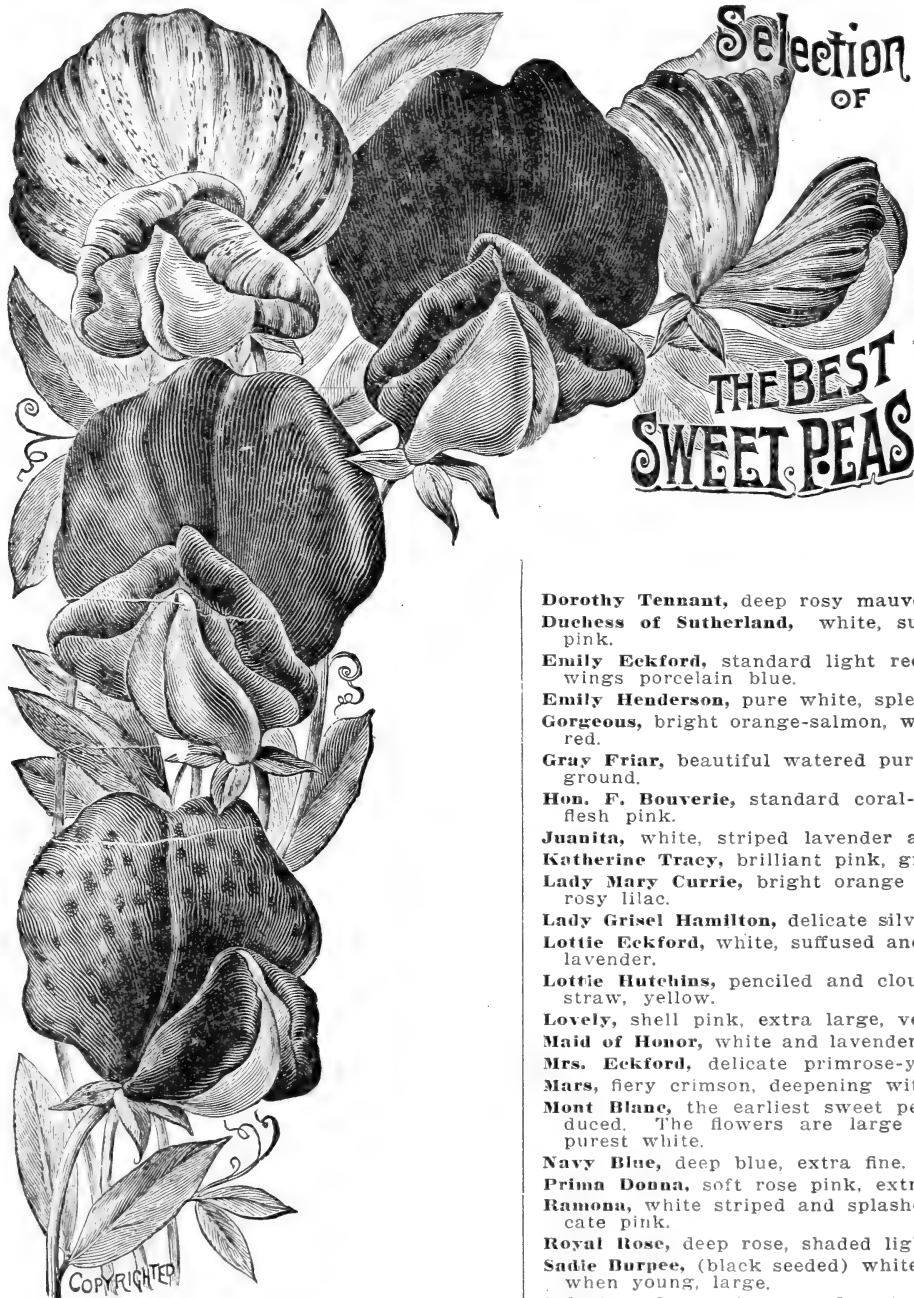 Selection
OF
THE BEST
SWEET PEAS
Dorothy Tennant, deep rosy mauv
Duchess of Sutherland, white, su
pink.
Emily Eckford, standard light re
wings porcelain blue.
Emily Henderson, pure white, sple
Gorgeous, bright orange-salmon, w
red.
Gray Friar, beautiful watered pur
ground.
Hon. F. Bouverie, standard coral-
flesh pink.
Juanita, white, striped lavender a
Katherine Tracy, brilliant pink, g
Lady Mary Currie, bright orange
rosy lilac.
Lady Grisel Hamilton, delicate silv
Lottie Eckford, white, suffused an
lavender.
Lottie Hutchins, penciled and clou
straw, yellow.
Lovely, shell pink, extra large, ve
Maid of Honor, white and lavender
Mrs. Eckford, delicate primrose-y
Mars, fiery crimson, deepening wit
Mont Blanc, the earliest sweet pe
duced. The flowers are large
purest white.
Navy Blue, deep blue, extra fine.
Prima Donna, soft rose pink, extr
Ramona, white striped and splash
cate pink.
Royal Rose, deep rose, shaded lig
Sadie Burpee, (black seeded) white
when young, large.
COPYRIGHTED